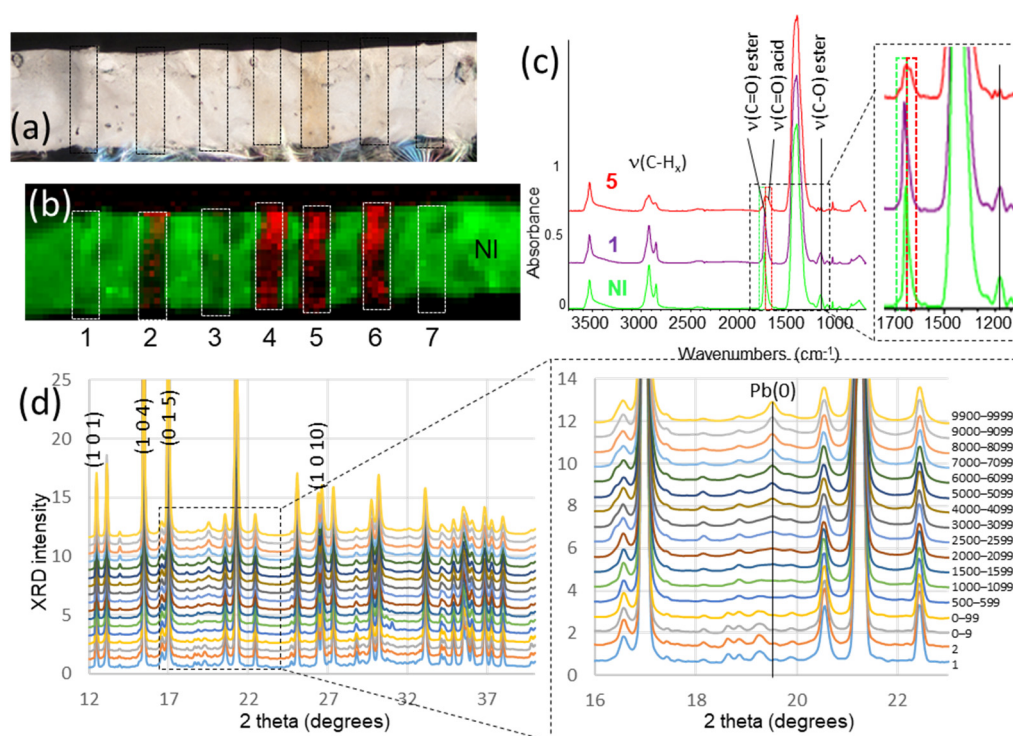 (a)
(b)
NI
1 2 3 4 5 6 7
(c)
ν(C=O) ester
ν(C=O) acid
ν(C–O) ester
ν(C-Hx)
Absorbance
1
0.5
0
5
1
NI
3500 3000 2500 2000 1500 1000
Wavenumbers (cm-1)
1700 1500 1200
(d)
XRD intensity
25
20
15
10
5
0
(1 0 1)
(1 0 4)
(0 1 5)
(1 0 10)
12 17 22 27 32 37
2 theta (degrees)
14
12
10
8
6
4
2
0
Pb(0)
9900–9999
9000–9099
8000–8099
7000–7099
6000–6099
5000–5099
4000–4099
3000–3099
2500–2599
2000–2099
1500–1599
1000–1099
500–599
0–99
0–9
2
1
16 18 20 22
2 theta (degrees)